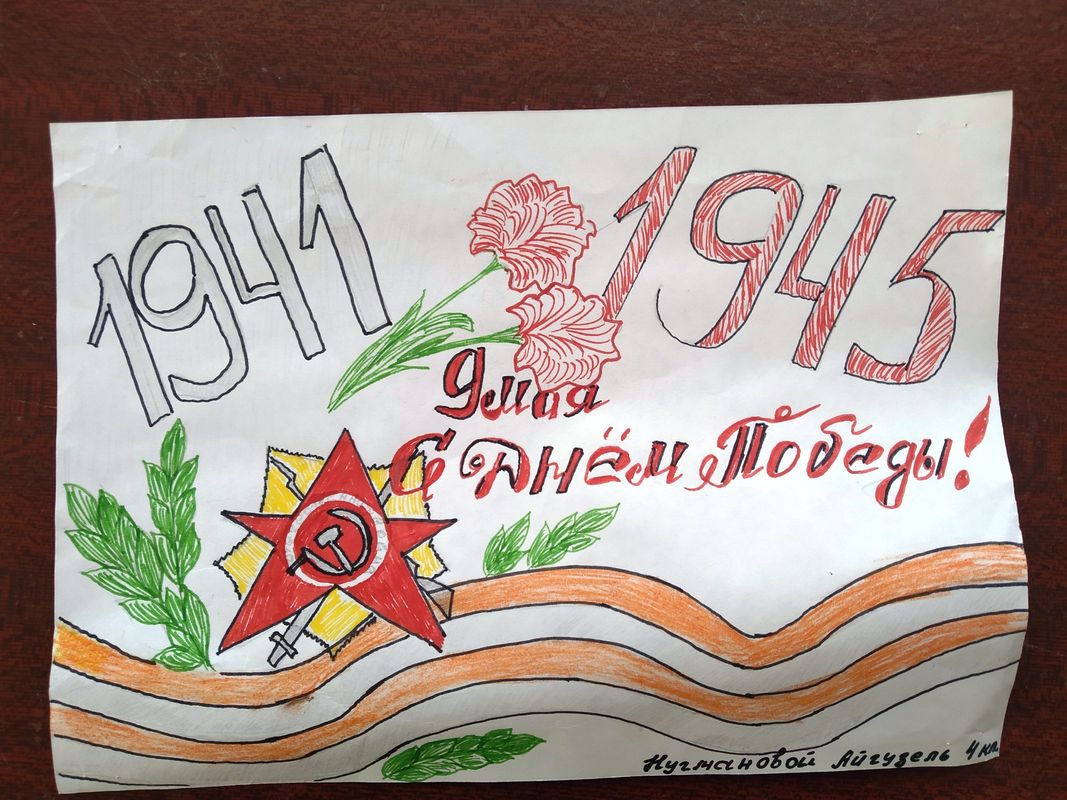 1941 1945
9 мая
С Днём Победы!
Нугмановой Айгузель 4 кл.